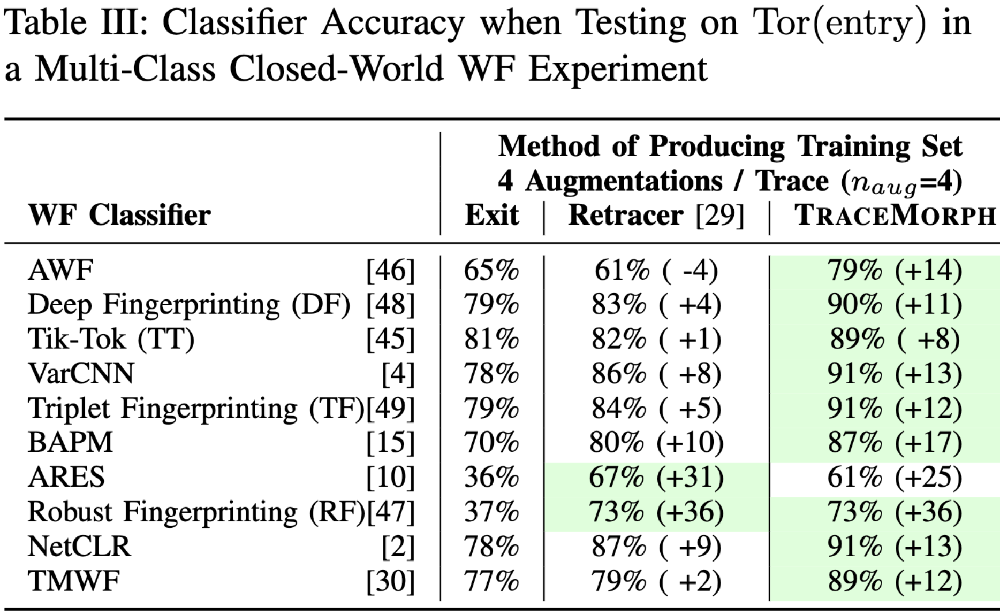 Table III: Classifier Accuracy when Testing on Tor(entry) in
a Multi-Class Closed-World WF Experiment
Method of Producing Training Set
4 Augmentations / Trace (n_aug=4)
WF Classifier Exit Retracer [29] TRACEMORPH
AWF [46] 65% 61% ( -4) 79% (+14)
Deep Fingerprinting (DF) [48] 79% 83% ( +4) 90% (+11)
Tik-Tok (TT) [45] 81% 82% ( +1) 89% ( +8)
VarCNN [4] 78% 86% ( +8) 91% (+13)
Triplet Fingerprinting (TF)[49] 79% 84% ( +5) 91% (+12)
BAPM [15] 70% 80% (+10) 87% (+17)
ARES [10] 36% 67% (+31) 61% (+25)
Robust Fingerprinting (RF)[47] 37% 73% (+36) 73% (+36)
NetCLR [2] 78% 87% ( +9) 91% (+13)
TMWF [30] 77% 79% ( +2) 89% (+12)